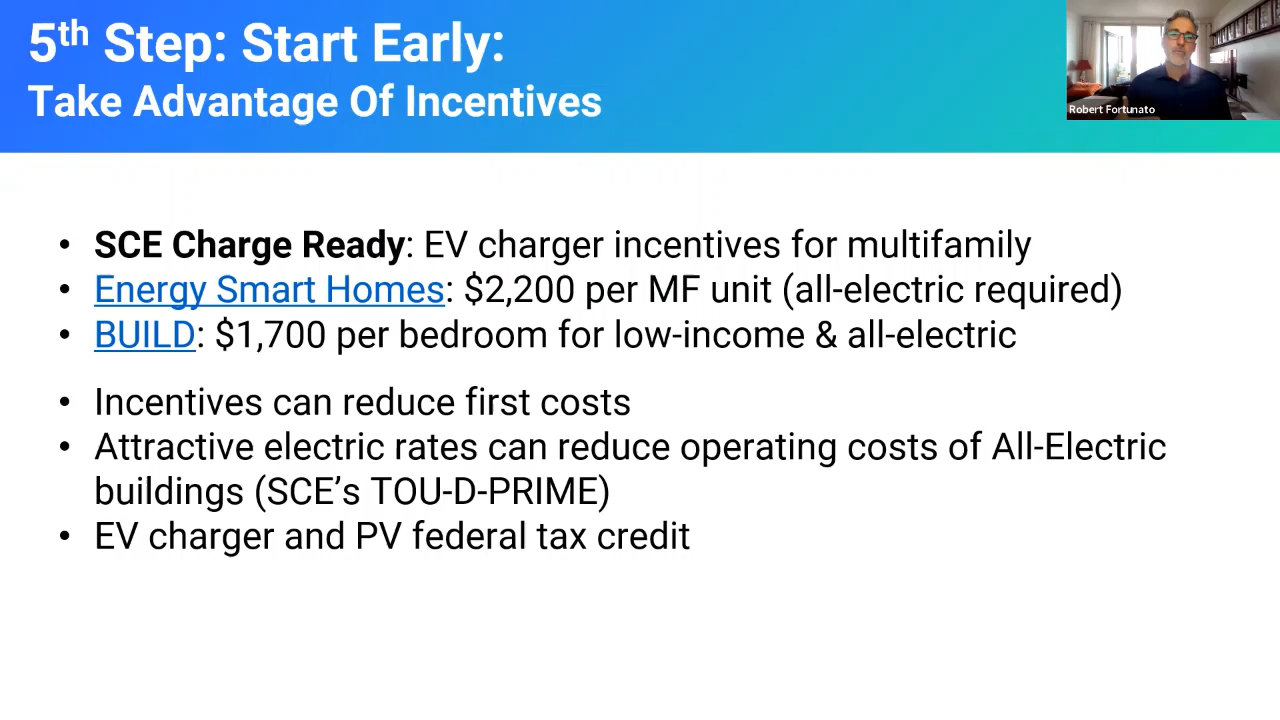 5th Step: Start Early:
Take Advantage Of Incentives
Robert Fortunato
• SCE Charge Ready: EV charger incentives for multifamily
• Energy Smart Homes: $2,200 per MF unit (all-electric required)
• BUILD: $1,700 per bedroom for low-income & all-electric
• Incentives can reduce first costs
• Attractive electric rates can reduce operating costs of All-Electric
buildings (SCE’s TOU-D-PRIME)
• EV charger and PV federal tax credit